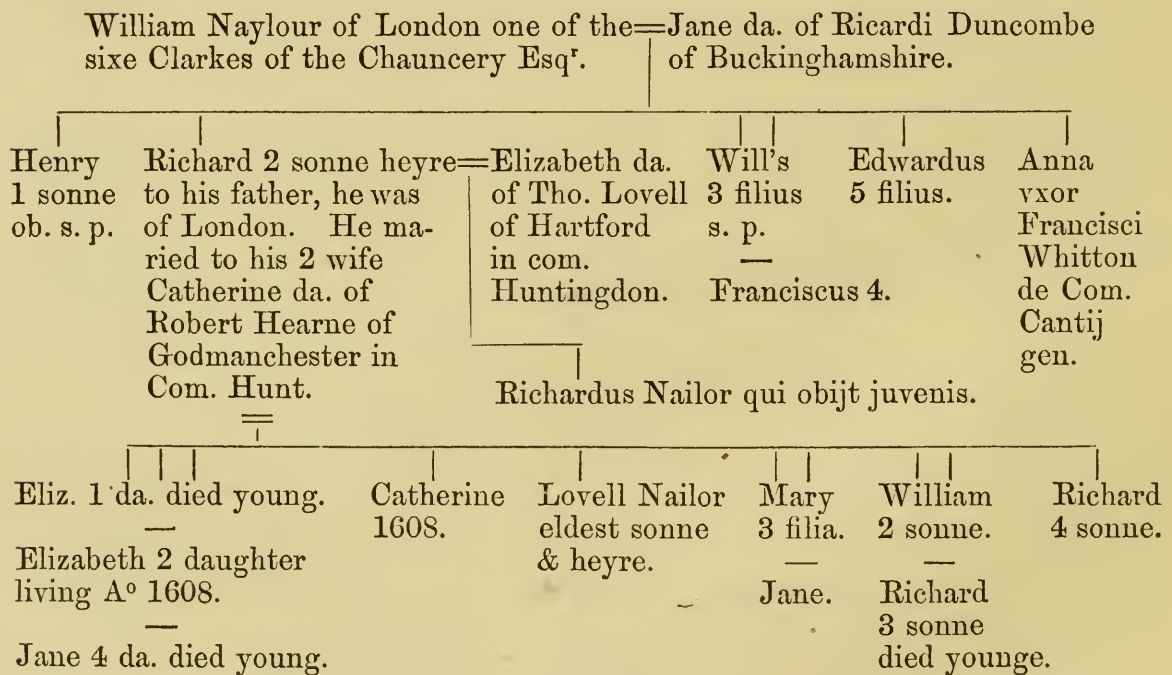 William Naylour of London one of the=Jane da. of Ricardi Duncombe
sixe Clarkes of the Chauncery Esqʳ. of Buckinghamshire.
Henry
1 sonne
ob. s. p.
Richard 2 sonne heyre=
to his father, he was
of London. He ma-
ried to his 2 wife
Catherine da. of
Robert Hearne of
Godmanchester in
Com. Hunt.
Elizabeth da.
of Tho. Lovell
of Hartford
in com.
Huntingdon.
Will's
3 filius
s. p.
—
Franciscus 4.
Edwardus
5 filius.
Anna
vxor
Francisci
Whitton
de Com.
Cantij
gen.
Richardus Nailor qui obijt juvenis.
Eliz. 1 da. died young.
—
Elizabeth 2 daughter
living Aº 1608.
—
Jane 4 da. died young.
Catherine
1608.
Lovell Nailor
eldest sonne
& heyre.
Mary
3 filia.
—
Jane.
William
2 sonne.
—
Richard
3 sonne
died younge.
Richard
4 sonne.